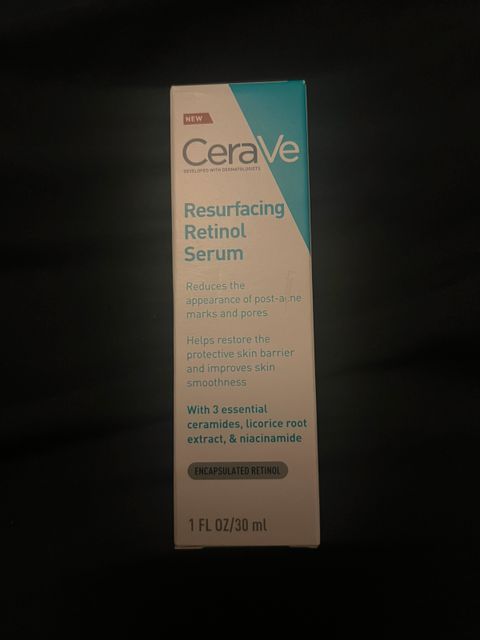 NEW
CeraVe
DEVELOPED WITH DERMATOLOGISTS
Resurfacing
Retinol
Serum
Reduces the
appearance of post-acne
marks and pores
Helps restore the
protective skin barrier
and improves skin
smoothness
With 3 essential
ceramides, licorice root
extract, & niacinamide
ENCAPSULATED RETINOL
1 FL OZ/30 ml